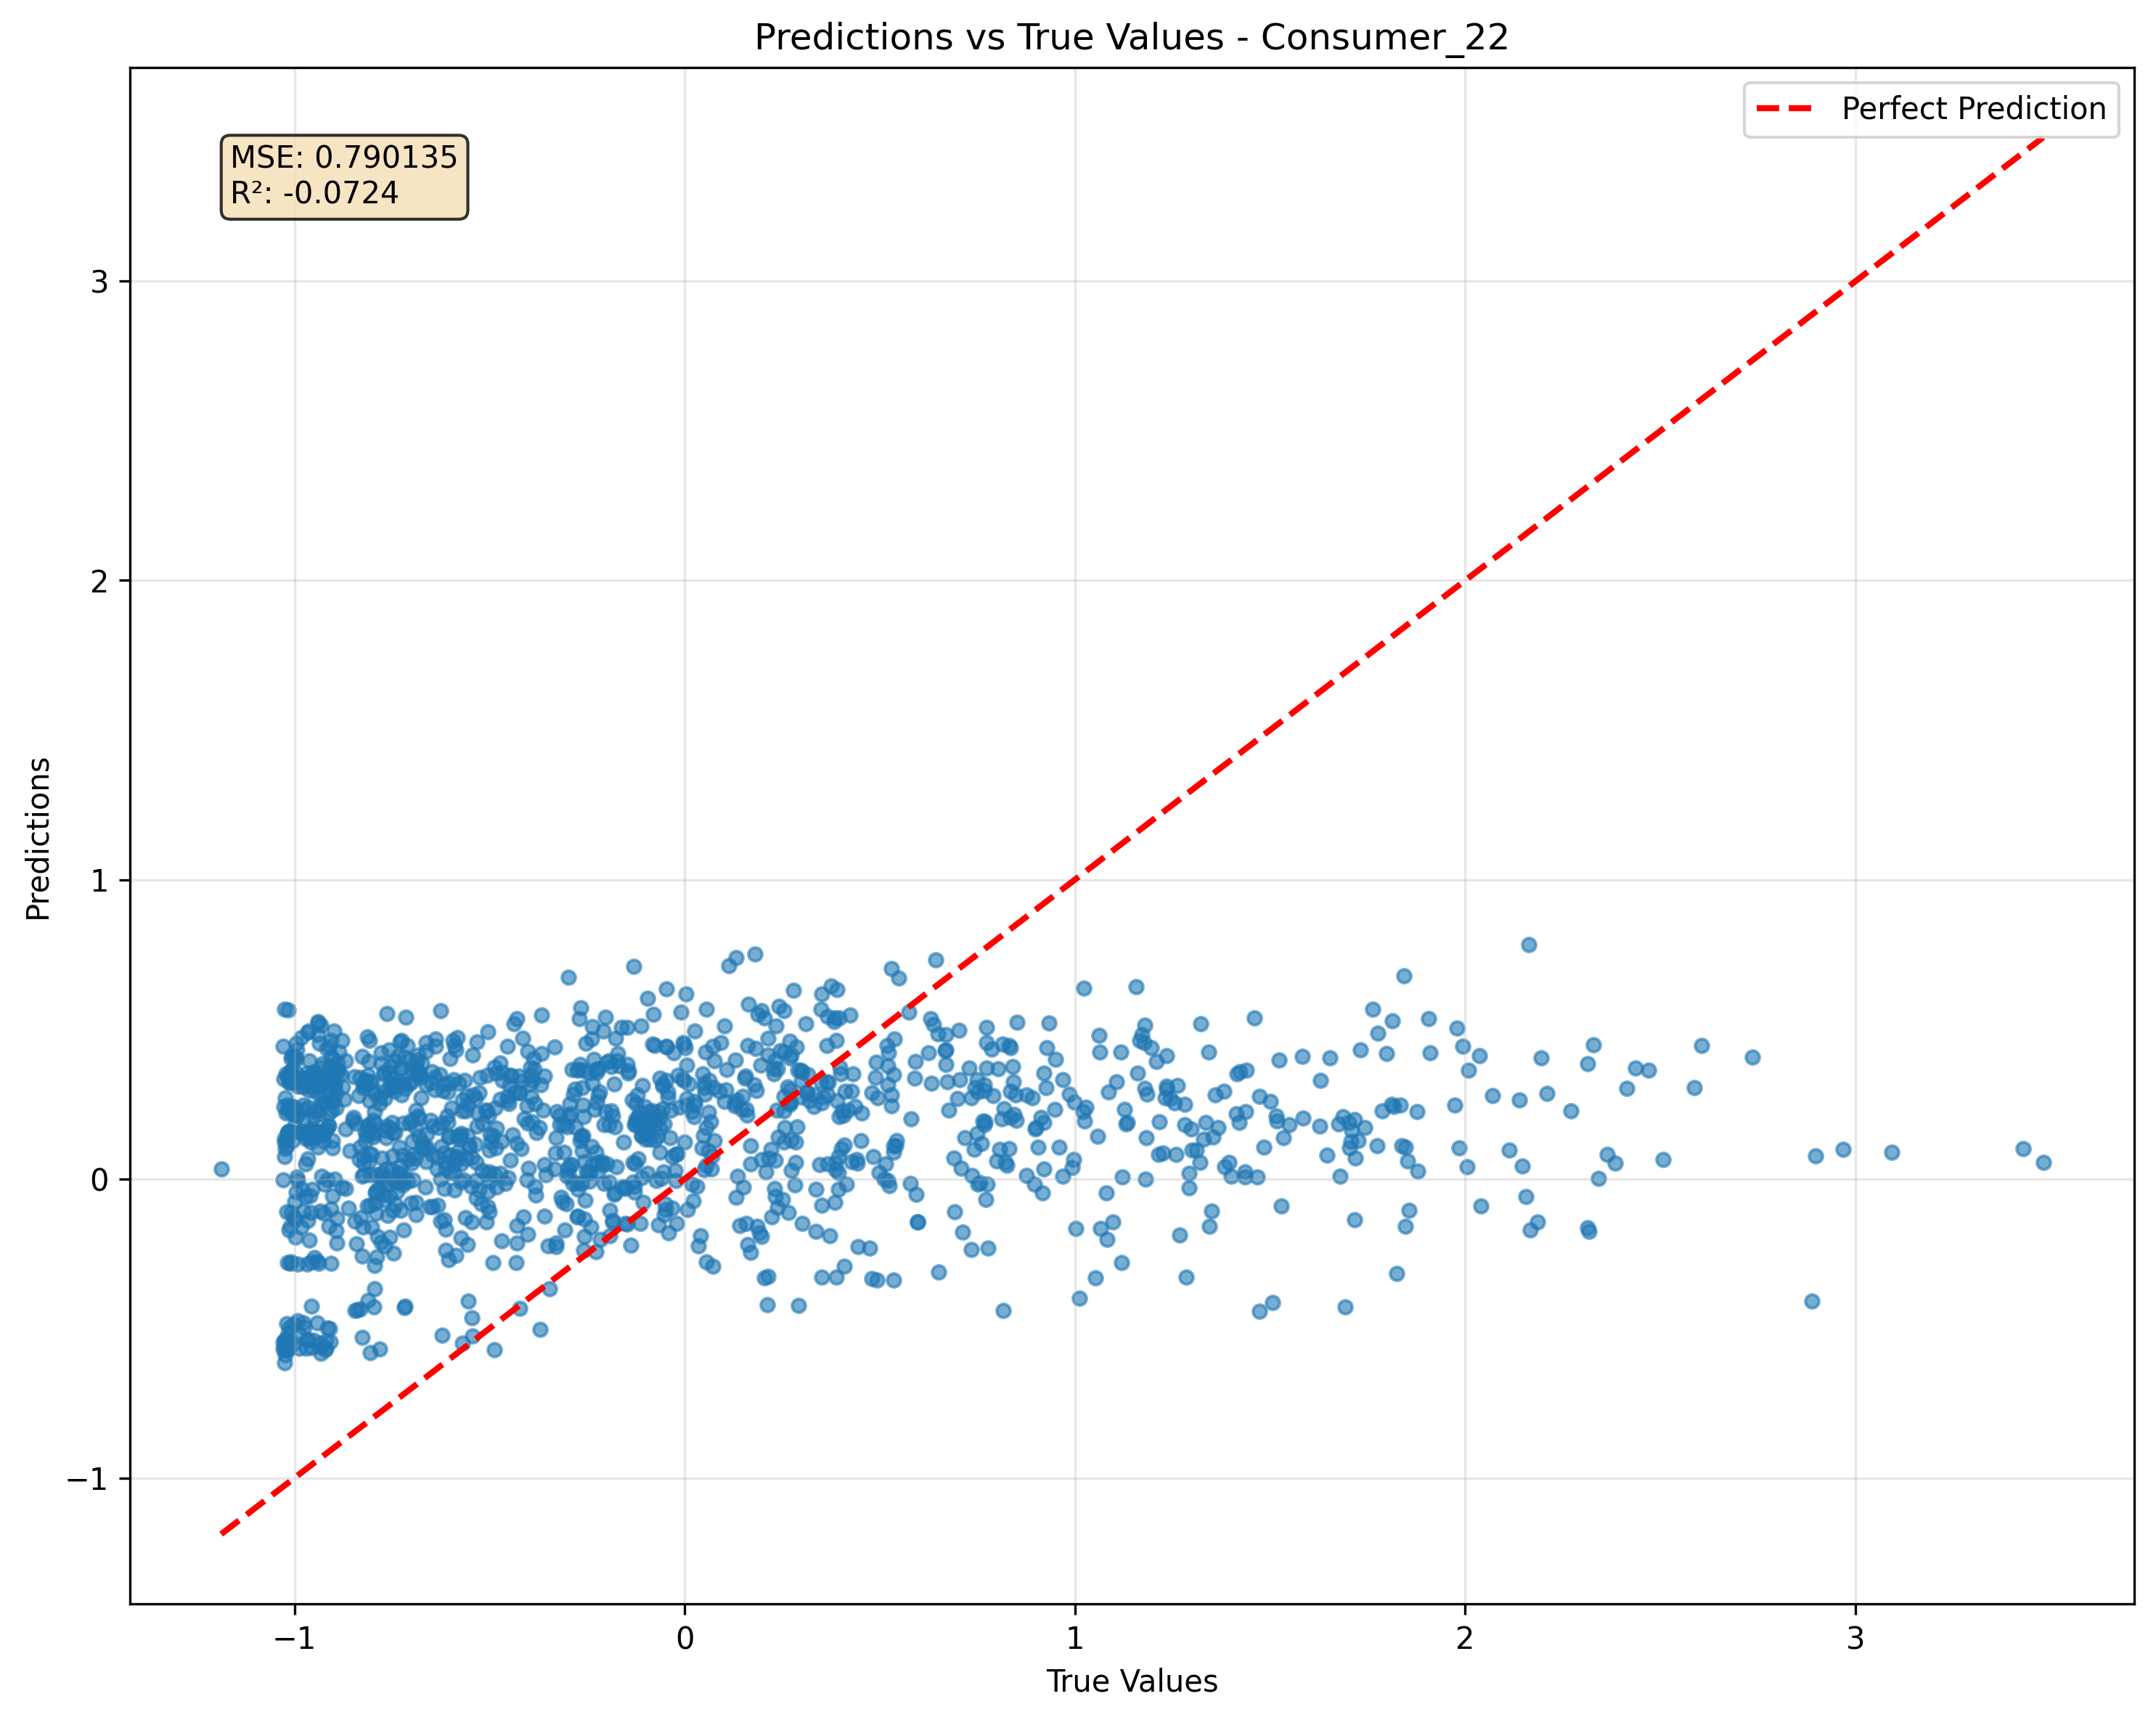 Predictions vs True Values - Consumer_22
Perfect Prediction
MSE: 0.790135
R²: -0.0724
3
2
1
0
−1
Predictions
−1
0
1
2
3
True Values